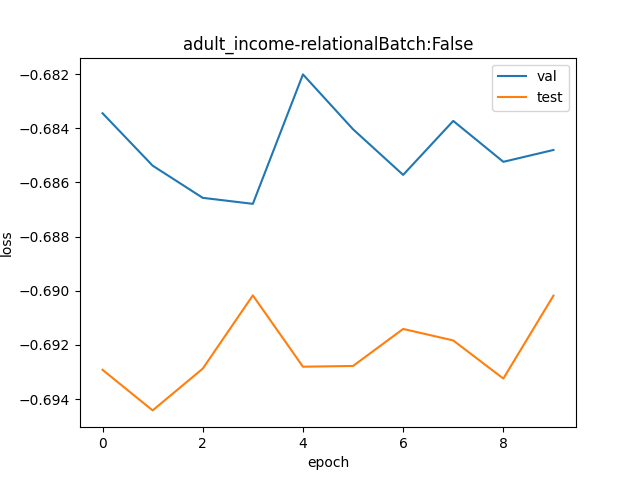 adult_income-relationalBatch:False
val
test
−0.682
−0.684
−0.686
−0.688
−0.690
−0.692
−0.694
loss
0 2 4 6 8
epoch